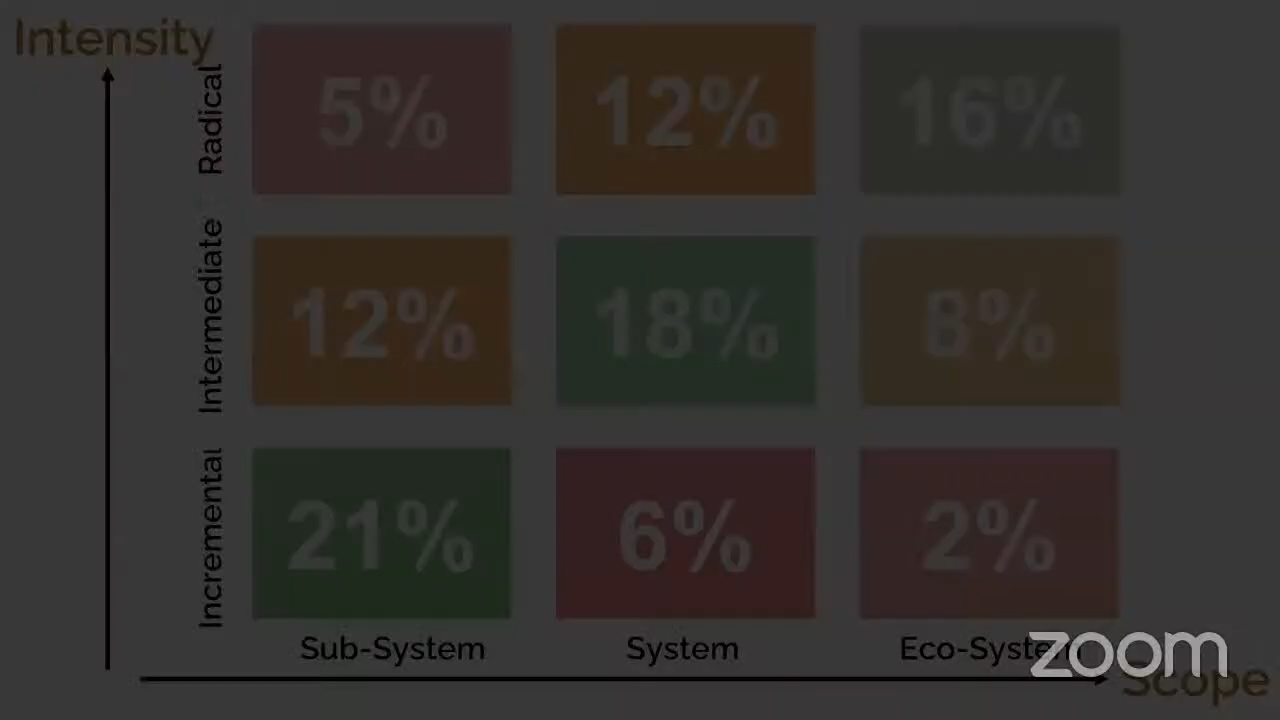 Intensity
Radical
5%
12%
16%
Intermediate
12%
18%
8%
Incremental
21%
6%
2%
Sub-System
System
Eco-System
zoom
Scope